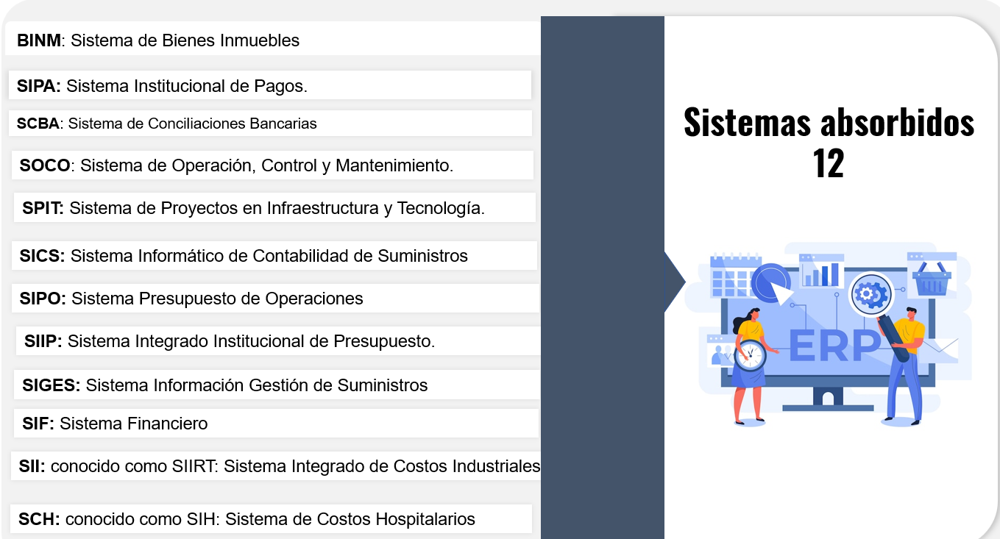 BINM: Sistema de Bienes Inmuebles
SIPA: Sistema Institucional de Pagos.
SCBA: Sistema de Conciliaciones Bancarias
SOCO: Sistema de Operación, Control y Mantenimiento.
SPIT: Sistema de Proyectos en Infraestructura y Tecnología.
SICS: Sistema Informático de Contabilidad de Suministros
SIPO: Sistema Presupuesto de Operaciones
SIIP: Sistema Integrado Institucional de Presupuesto.
SIGES: Sistema Información Gestión de Suministros
SIF: Sistema Financiero
SII: conocido como SIIRT: Sistema Integrado de Costos Industriales
SCH: conocido como SIH: Sistema de Costos Hospitalarios
Sistemas absorbidos
12
ERP